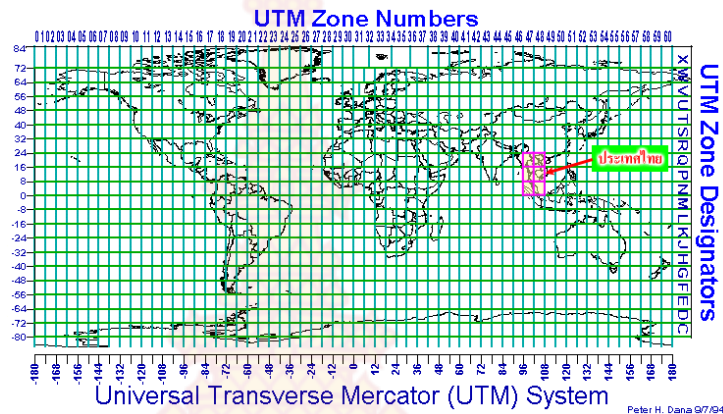 UTM Zone Numbers
01 02 03 04 05 06 07 08 09 10 11 12 13 14 15 16 17 18 19 20 21 22 23 24 25 26 27 28 29 30 31 32 33 34 35 36 37 38 39 40 41 42 43 44 45 46 47 48 49 50 51 52 53 54 55 56 57 58 59 60
84
72
64
56
48
40
32
24
16
8
0
-8
-16
-24
-32
-40
-48
-56
-64
-72
-80
ประเทศไทย
X W V U T S R Q P N M L K J H G F E D C
UTM Zone Designators
-180 -168 -156 -144 -132 -120 -108 -96 -84 -72 -60 -48 -36 -24 -12 0 12 24 36 48 60 72 84 96 108 120 132 144 156 168 180
Universal Transverse Mercator (UTM) System
Peter H. Dana 9/7/94